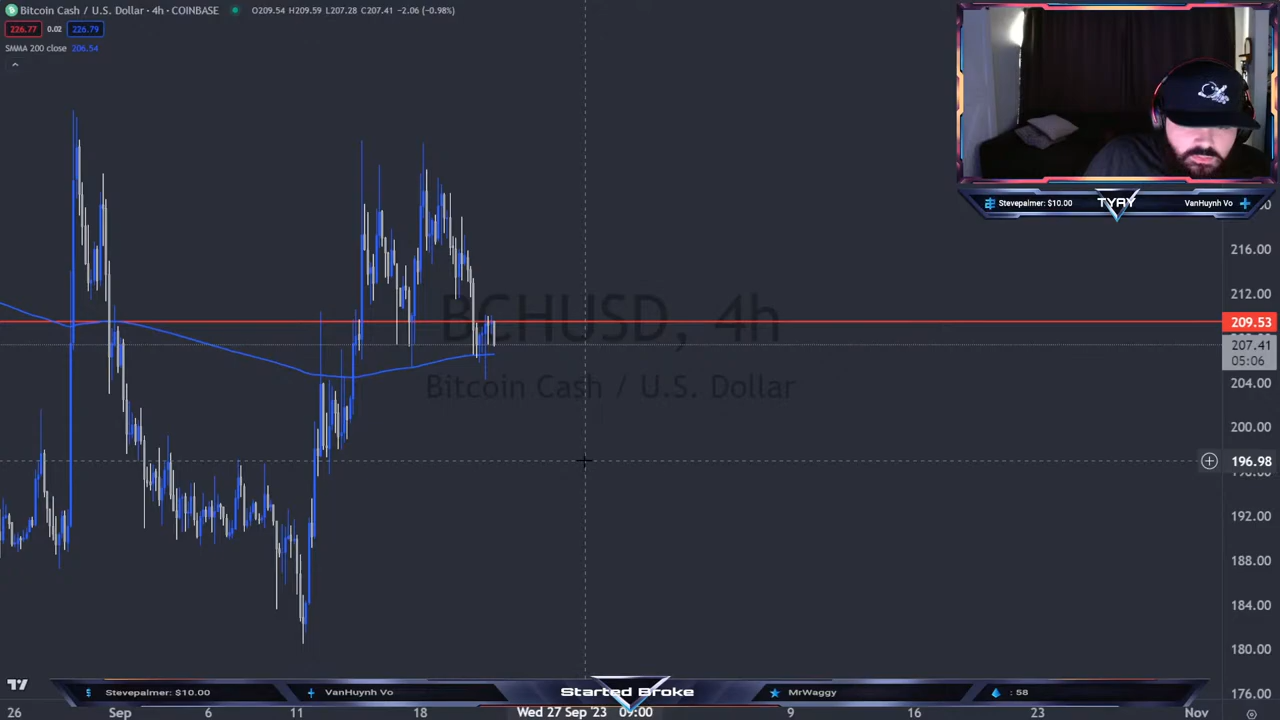 Bitcoin Cash / U.S. Dollar · 4h · COINBASE O209.54 H209.59 L207.28 C207.41 −2.06 (−0.98%)
226.77 0.02 226.79
SMMA 200 close 206.54
Stevepalmer: $10.00 TYAY VanHuynh Vo
216.00
212.00
BCHUSD, 4h
209.53
207.41
05:06
Bitcoin Cash / U.S. Dollar
204.00
200.00
196.98
192.00
188.00
184.00
180.00
Stevepalmer: $10.00 VanHuynh Vo Started Broke MrWaggy : 58
176.00
26 Sep 6 11 18 Wed 27 Sep '23 09:00 9 16 23 Nov